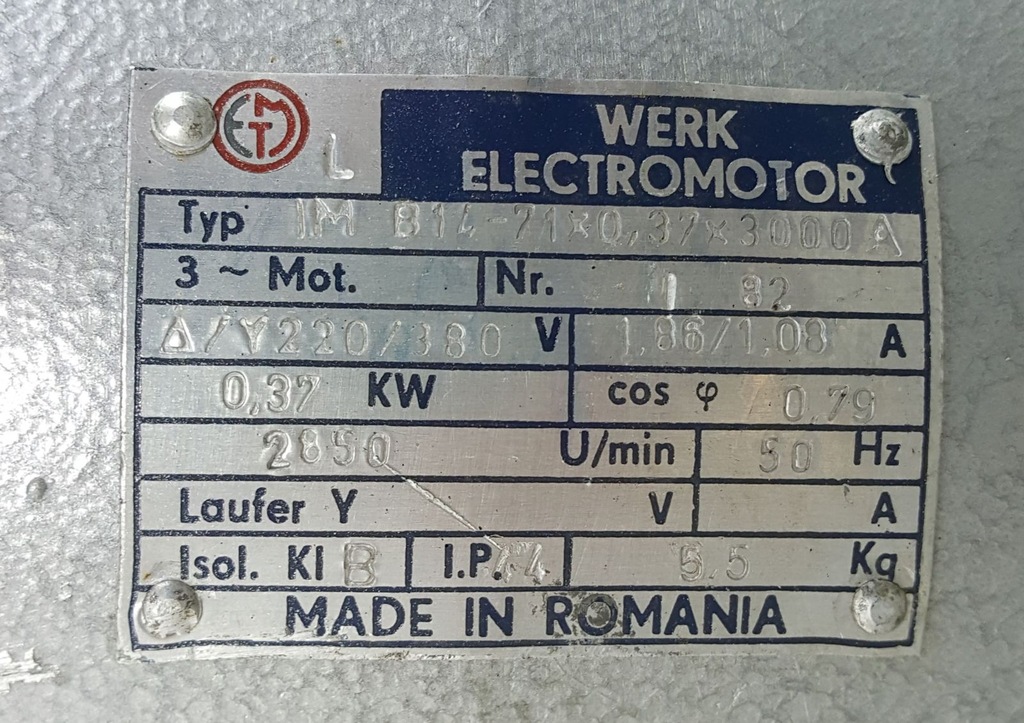 EMT
L
WERK
ELECTROMOTOR
Typ IM B14-71×0,37×3000 A
3 ~ Mot. Nr. 1 82
Δ/Y 220/380 V 1,86/1,08 A
0,37 KW cos φ 0,79
2850 U/min 50 Hz
Laufer Y V A
Isol. Kl B I.P. 44 5,5 Kg
MADE IN ROMANIA